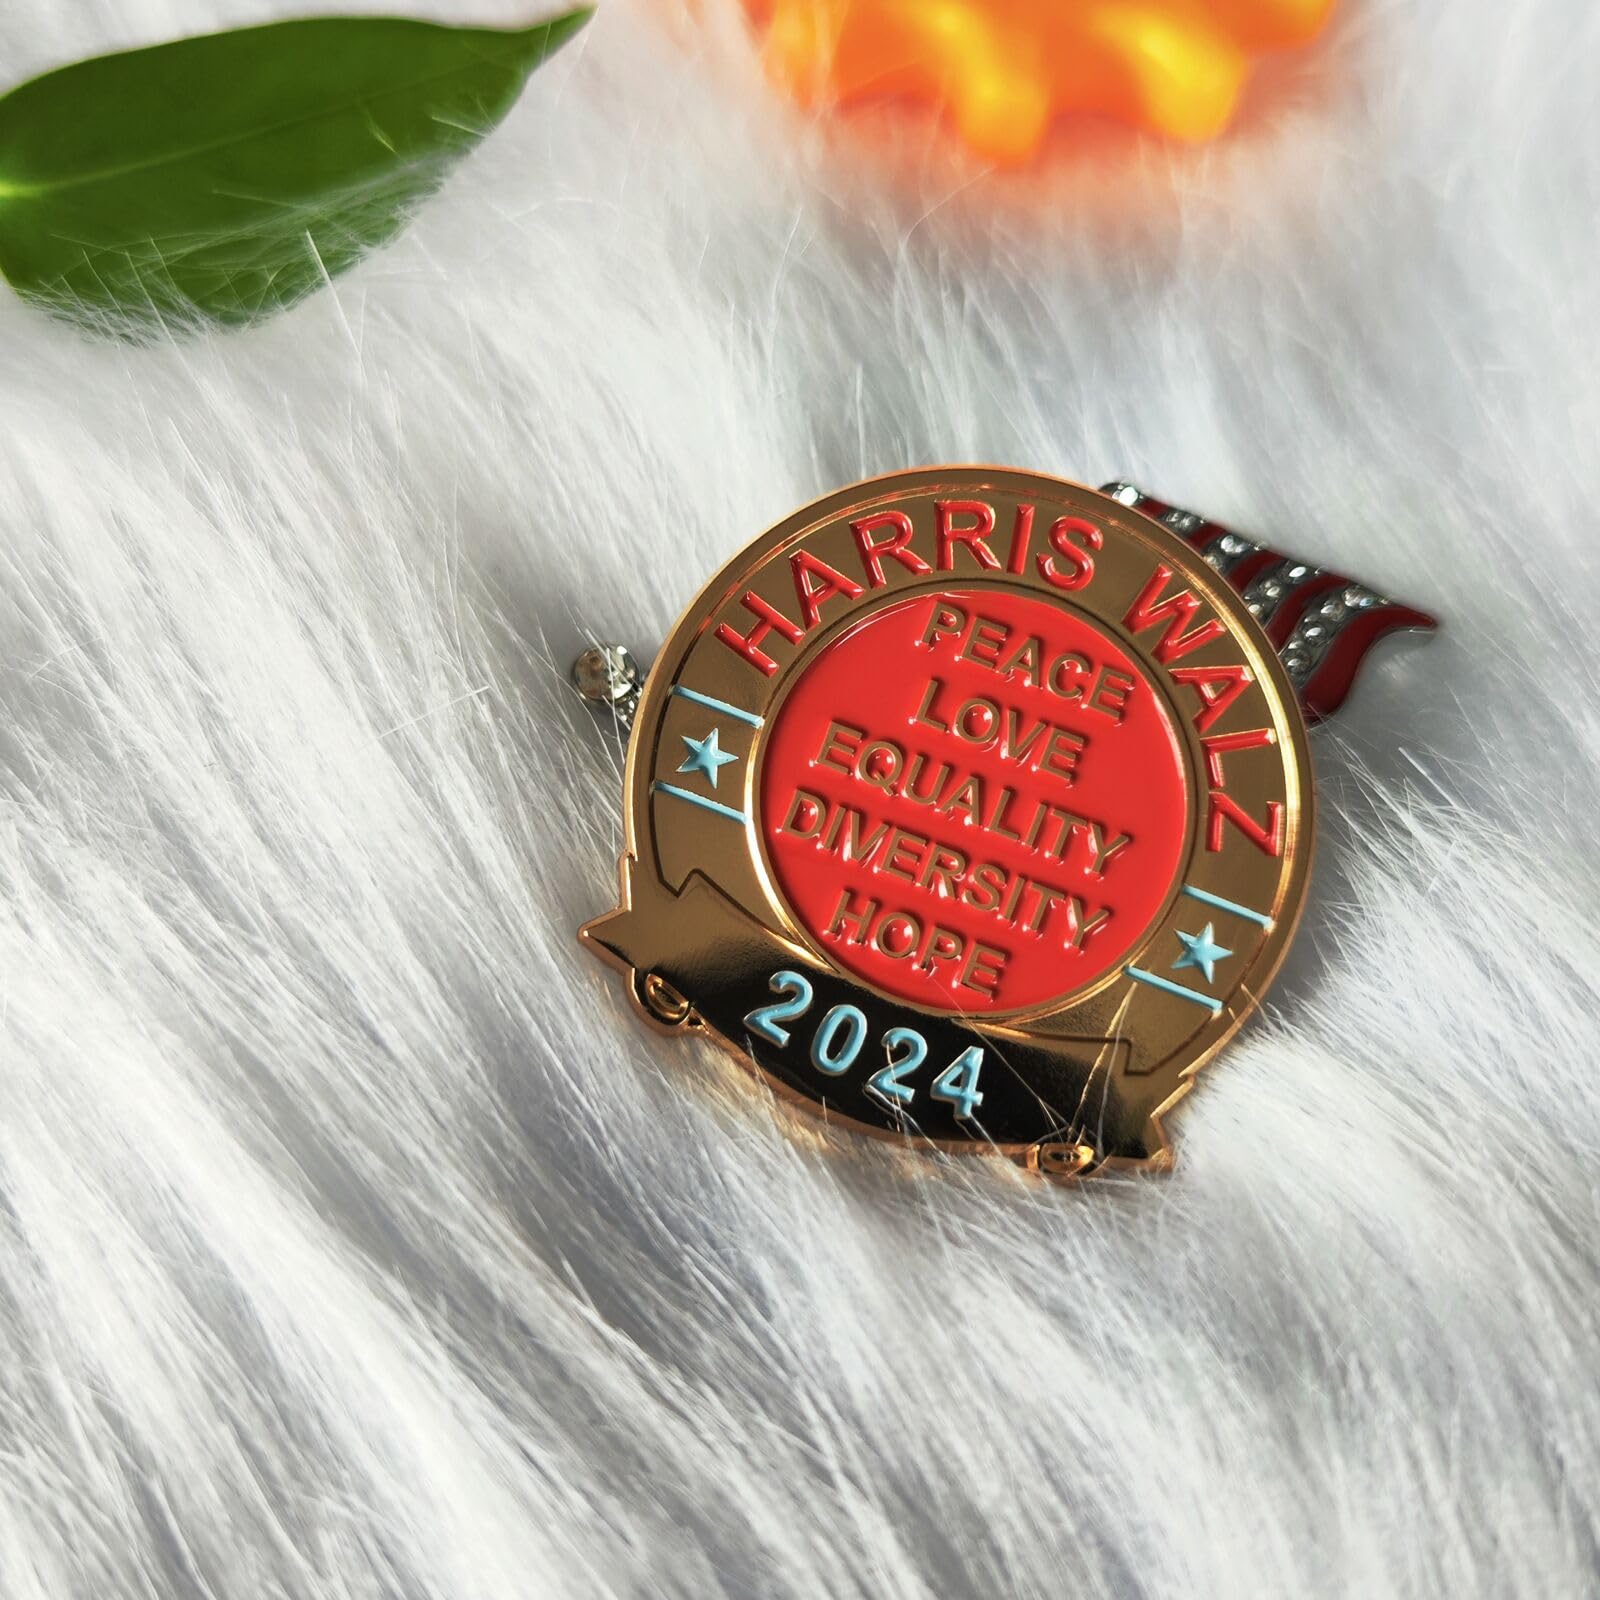 HARRIS WALZ
PEACE
LOVE
EQUALITY
DIVERSITY
HOPE
2024